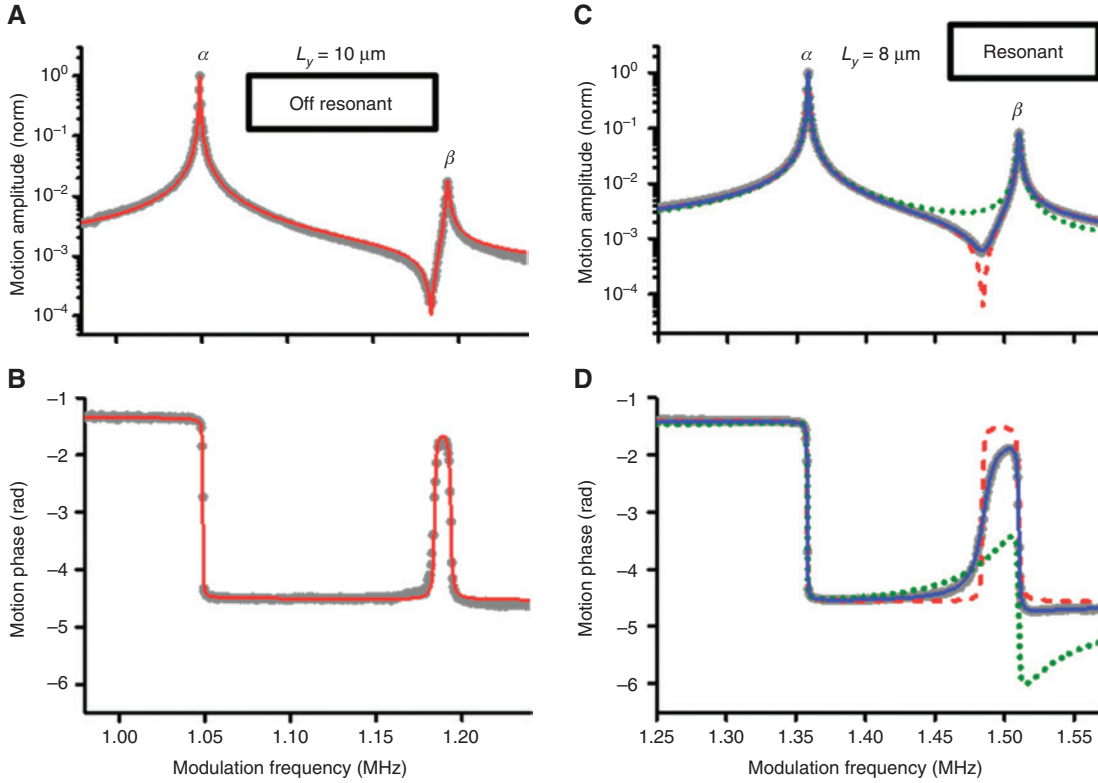 A
α
L_y = 10 μm
Off resonant
β
Motion amplitude (norm)
10⁰
10⁻¹
10⁻²
10⁻³
10⁻⁴
B
Motion phase (rad)
−1
−2
−3
−4
−5
−6
1.00 1.05 1.10 1.15 1.20
Modulation frequency (MHz)
C
α
L_y = 8 μm
Resonant
β
Motion amplitude (norm)
10⁰
10⁻¹
10⁻²
10⁻³
10⁻⁴
D
Motion phase (rad)
−1
−2
−3
−4
−5
−6
1.25 1.30 1.35 1.40 1.45 1.50 1.55
Modulation frequency (MHz)